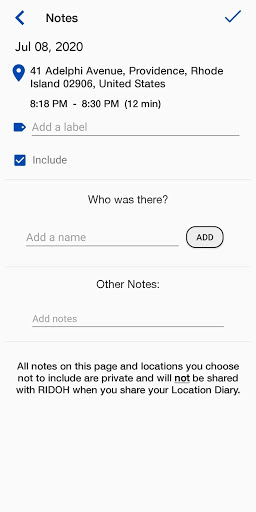 Notes
Jul 08, 2020
41 Adelphi Avenue, Providence, Rhode
Island 02906, United States
8:18 PM - 8:30 PM (12 min)
Add a label
Include
Who was there?
Add a name
ADD
Other Notes:
Add notes
All notes on this page and locations you choose
not to include are private and will not be shared
with RIDOH when you share your Location Diary.